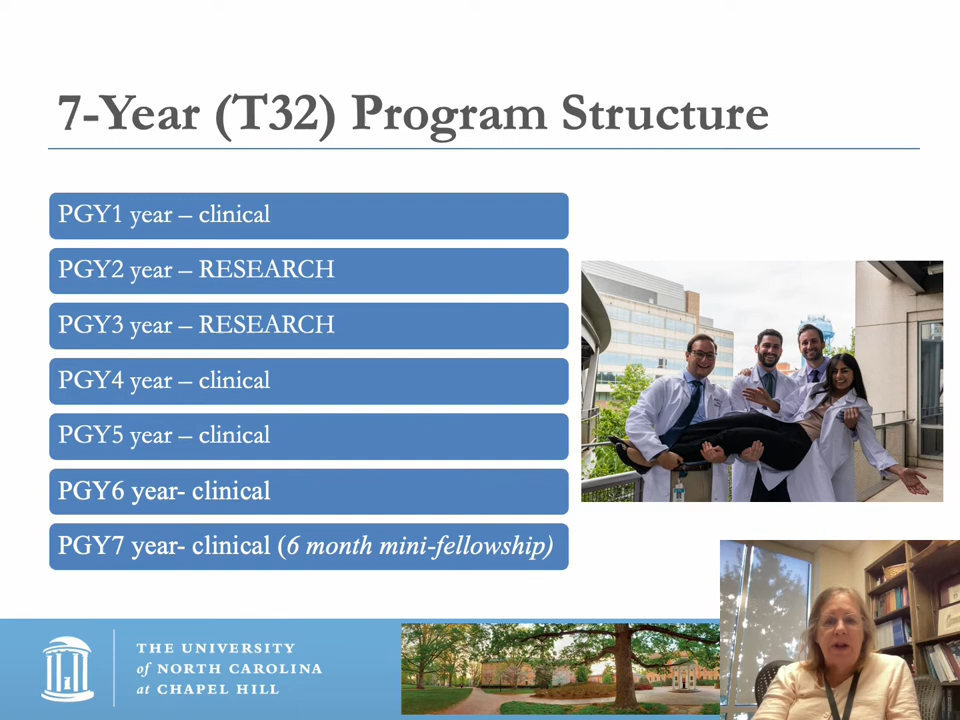 7-Year (T32) Program Structure
PGY1 year – clinical
PGY2 year – RESEARCH
PGY3 year – RESEARCH
PGY4 year – clinical
PGY5 year – clinical
PGY6 year- clinical
PGY7 year- clinical (6 month mini-fellowship)
THE UNIVERSITY
of NORTH CAROLINA
at CHAPEL HILL